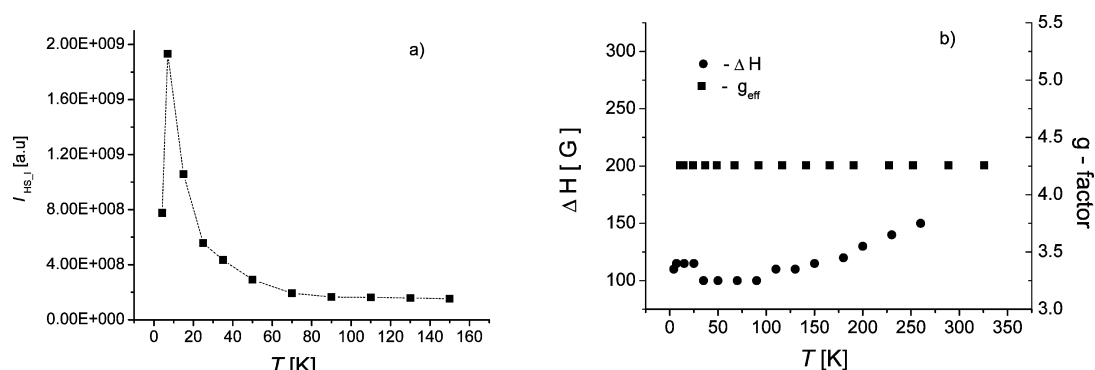 a)
2.00E+009
1.60E+009
1.20E+009
8.00E+008
4.00E+008
0.00E+000
I HS_I [a.u]
0 20 40 60 80 100 120 140 160
T [K]
b)
- Δ H
- g eff
300
250
200
150
100
Δ H [ G ]
5.5
5.0
4.5
4.0
3.5
3.0
g - factor
0 50 100 150 200 250 300 350
T [K]